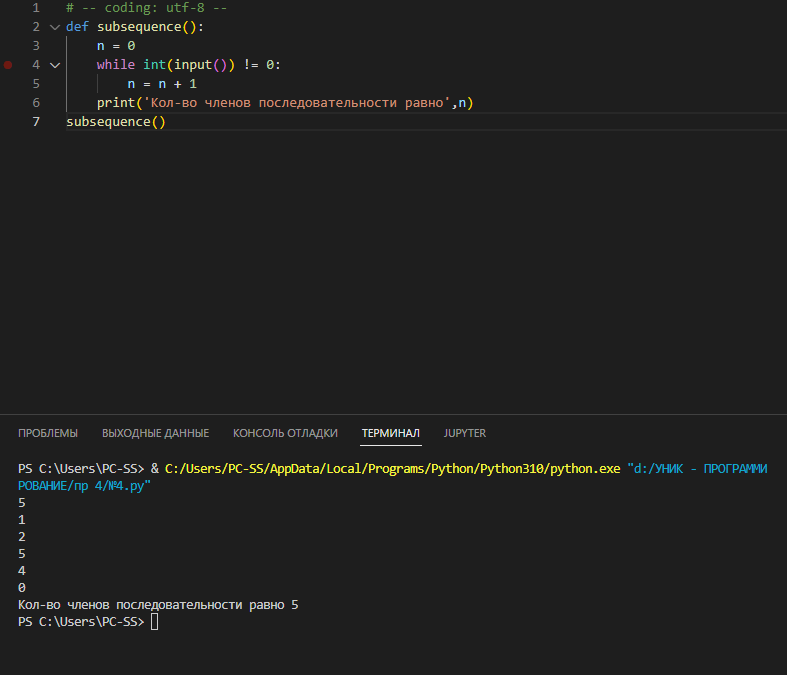 1 # -- coding: utf-8 --
2 def subsequence():
3 n = 0
4 while int(input()) != 0:
5 n = n + 1
6 print('Кол-во членов последовательности равно',n)
7 subsequence()
ПРОБЛЕМЫ ВЫХОДНЫЕ ДАННЫЕ КОНСОЛЬ ОТЛАДКИ ТЕРМИНАЛ JUPYTER
PS C:\Users\PC-SS> & C:/Users/PC-SS/AppData/Local/Programs/Python/Python310/python.exe "d:/УНИК - ПРОГРАММИ
РОВАНИЕ/пр 4/№4.py"
5
1
2
5
4
0
Кол-во членов последовательности равно 5
PS C:\Users\PC-SS>